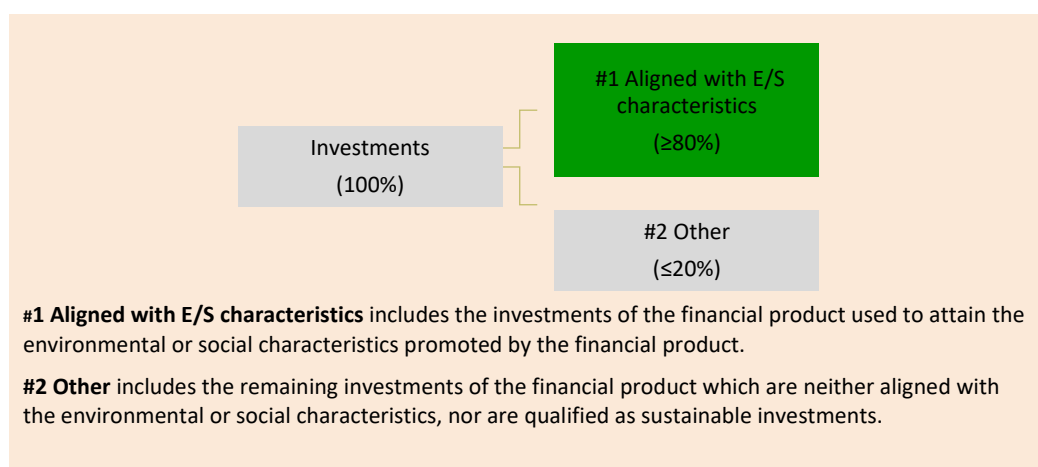 #1 Aligned with E/S
characteristics
(≥80%)
Investments
(100%)
#2 Other
(≤20%)
#1 Aligned with E/S characteristics includes the investments of the financial product used to attain the
environmental or social characteristics promoted by the financial product.
#2 Other includes the remaining investments of the financial product which are neither aligned with
the environmental or social characteristics, nor are qualified as sustainable investments.